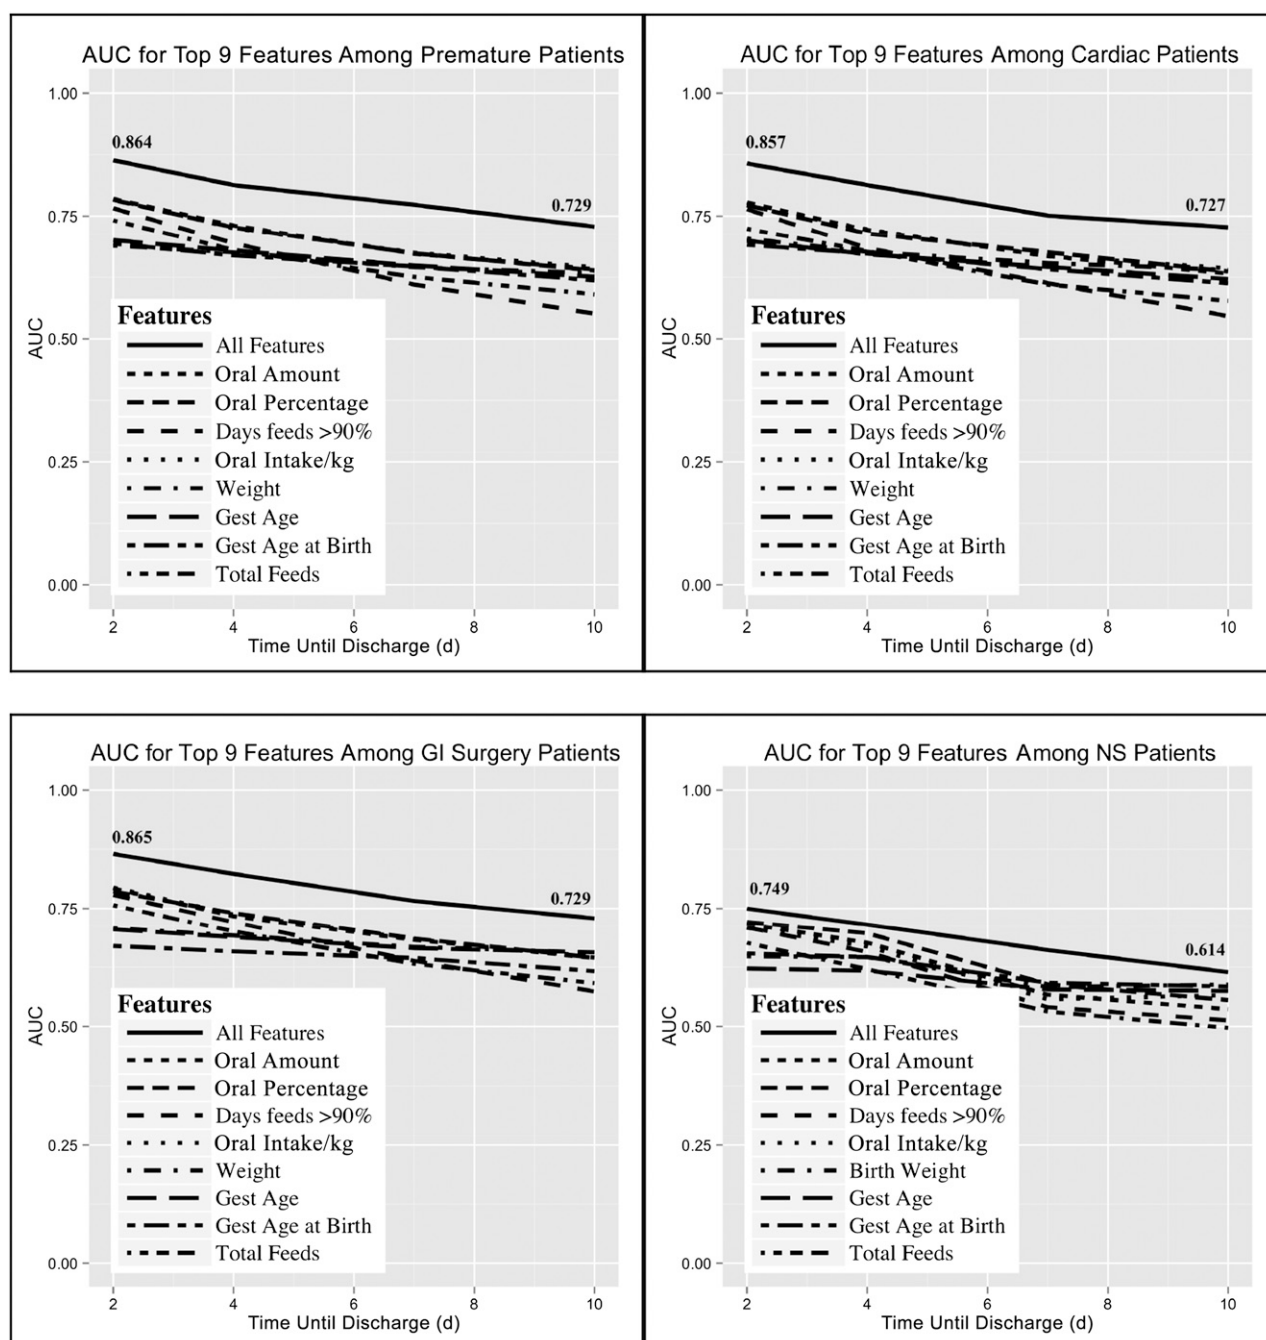 AUC for Top 9 Features Among Premature Patients
1.00
0.864
0.75
0.729
0.50
AUC
Features
All Features
Oral Amount
Oral Percentage
Days feeds >90%
0.25
Oral Intake/kg
Weight
Gest Age
Gest Age at Birth
Total Feeds
0.00
2 4 6 8 10
Time Until Discharge (d)
AUC for Top 9 Features Among Cardiac Patients
1.00
0.857
0.75
0.727
0.50
AUC
Features
All Features
Oral Amount
Oral Percentage
Days feeds >90%
0.25
Oral Intake/kg
Weight
Gest Age
Gest Age at Birth
Total Feeds
0.00
2 4 6 8 10
Time Until Discharge (d)
AUC for Top 9 Features Among GI Surgery Patients
1.00
0.865
0.75
0.729
0.50
AUC
Features
All Features
Oral Amount
Oral Percentage
Days feeds >90%
0.25
Oral Intake/kg
Weight
Gest Age
Gest Age at Birth
Total Feeds
0.00
2 4 6 8 10
Time Until Discharge (d)
AUC for Top 9 Features Among NS Patients
1.00
0.749
0.75
0.614
0.50
AUC
Features
All Features
Oral Amount
Oral Percentage
Days feeds >90%
0.25
Oral Intake/kg
Birth Weight
Gest Age
Gest Age at Birth
Total Feeds
0.00
2 4 6 8 10
Time Until Discharge (d)